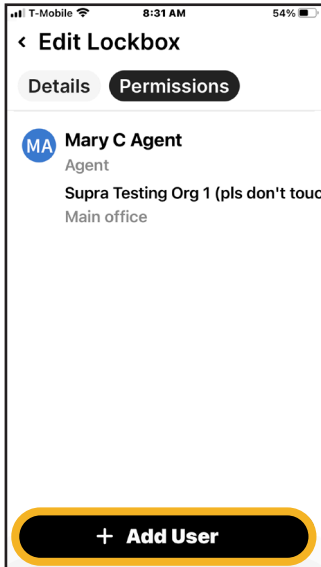 T-Mobile 8:31 AM 54%
‹ Edit Lockbox
Details Permissions
MA Mary C Agent
Agent
Supra Testing Org 1 (pls don't touc
Main office
+ Add User